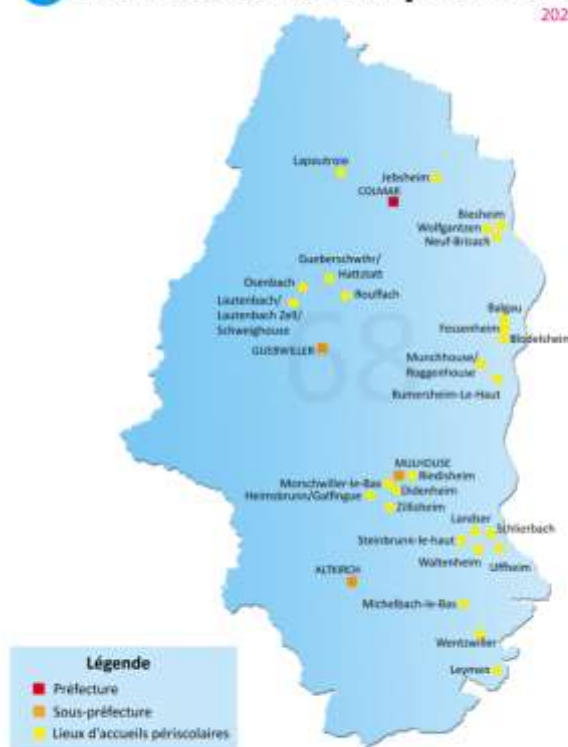 202
Lapoutroie
Jebsheim
COLMAR
Biesheim
Wolfgantzen
Neuf-Brisach
Gueberschwihr/
Hattstatt
Osenbach
Rouffach
Lautenbach/
Lautenbach Zell/
Schweighouse
Balgau
Fessenheim
Blodelsheim
68
GUEBWILLER
Munchhouse/
Roggenhouse
Rumersheim-Le-Haut
MULHOUSE
Riedisheim
Morschwiller-le-Bas
Didenheim
Heimsbrunn/Galfingue
Zillisheim
Landser
Schlierbach
Steinbrunn-le-haut
Waltenheim
Uffheim
ALTKIRCH
Michelbach-le-Bas
Wentzwiller
Leymen
Légende
Préfecture
Sous-préfecture
Lieux d'accueils périscolaires